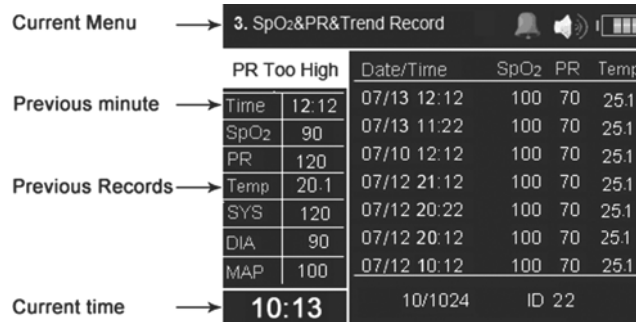 Current Menu
3. SpO2&PR&Trend Record
PR Too High
Date/Time SpO2 PR Temp
Previous minute
Time 12:12
07/13 12:12 100 70 25.1
SpO2 90
07/13 11:22 100 70 25.1
PR 120
07/10 12:12 100 70 25.1
Previous Records
Temp 20.1
07/12 21:12 100 70 25.1
SYS 120
07/12 20:22 100 70 25.1
DIA 90
07/12 20:12 100 70 25.1
MAP 100
07/12 10:12 100 70 25.1
Current time
10:13
10/1024 ID 22